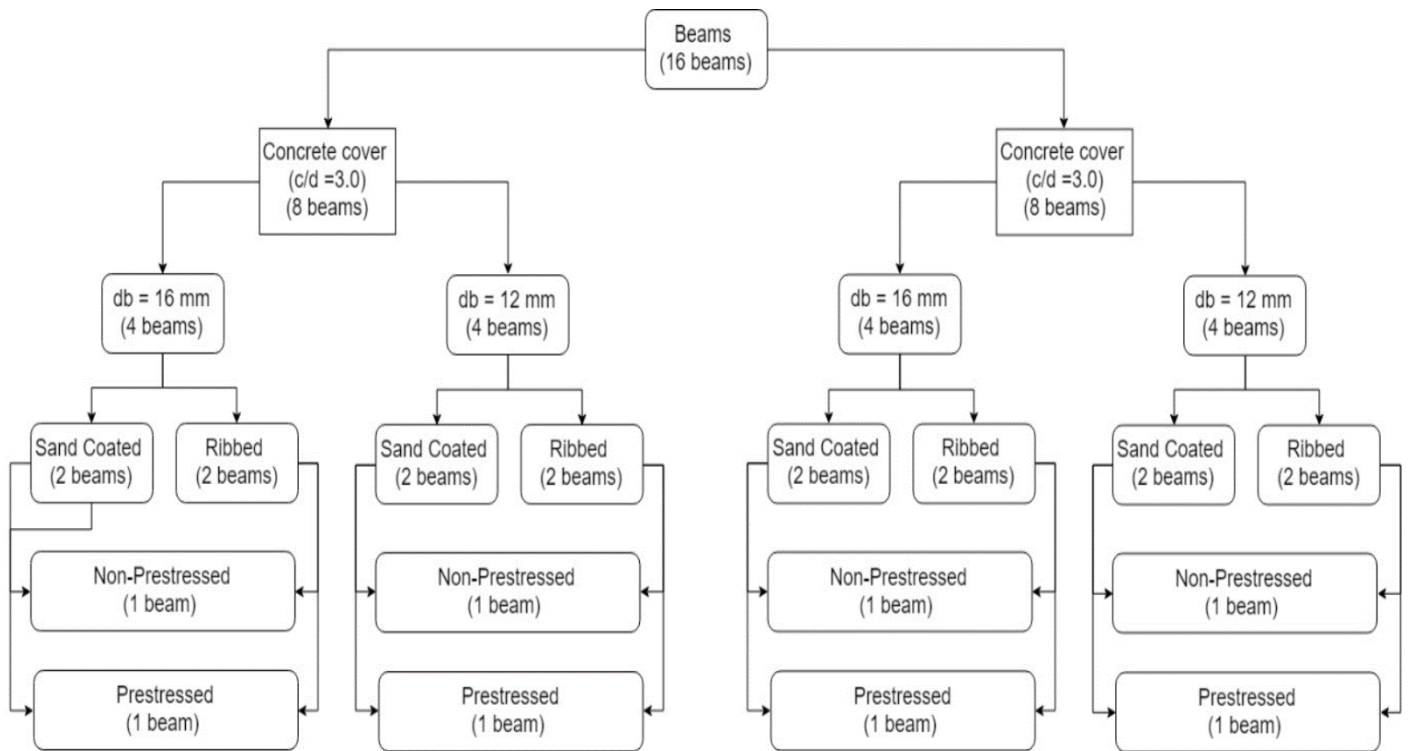 Beams
(16 beams)
Concrete cover
(c/d =3.0)
(8 beams)
Concrete cover
(c/d =3.0)
(8 beams)
db = 16 mm
(4 beams)
db = 12 mm
(4 beams)
db = 16 mm
(4 beams)
db = 12 mm
(4 beams)
Sand Coated
(2 beams)
Ribbed
(2 beams)
Sand Coated
(2 beams)
Ribbed
(2 beams)
Sand Coated
(2 beams)
Ribbed
(2 beams)
Sand Coated
(2 beams)
Ribbed
(2 beams)
Non-Prestressed
(1 beam)
Non-Prestressed
(1 beam)
Non-Prestressed
(1 beam)
Non-Prestressed
(1 beam)
Prestressed
(1 beam)
Prestressed
(1 beam)
Prestressed
(1 beam)
Prestressed
(1 beam)